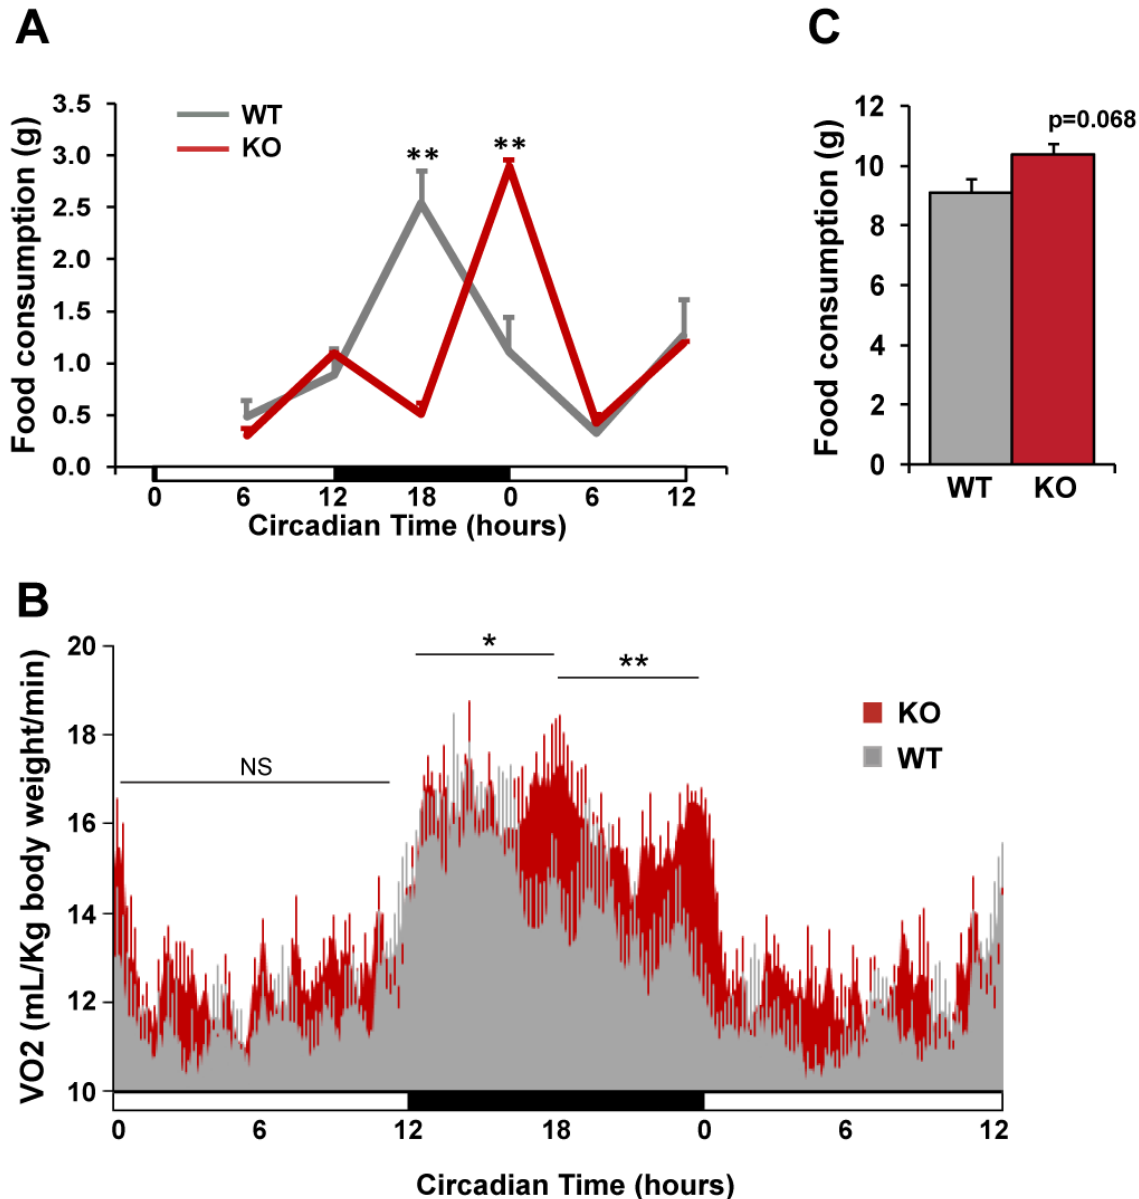 A
3.5
3.0
2.5
2.0
1.5
1.0
0.5
0.0
Food consumption (g)
WT
KO
**
**
0 6 12 18 0 6 12
Circadian Time (hours)
C
12
10
8
6
4
2
0
Food consumption (g)
p=0.068
WT KO
B
20
18
16
14
12
10
VO2 (mL/Kg body weight/min)
NS
*
**
KO
WT
0 6 12 18 0 6 12
Circadian Time (hours)